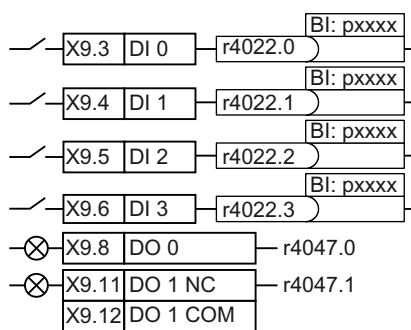 BI: pxxxx
X9.3 DI 0 r4022.0
BI: pxxxx
X9.4 DI 1 r4022.1
BI: pxxxx
X9.5 DI 2 r4022.2
BI: pxxxx
X9.6 DI 3 r4022.3
X9.8 DO 0 r4047.0
X9.11 DO 1 NC r4047.1
X9.12 DO 1 COM